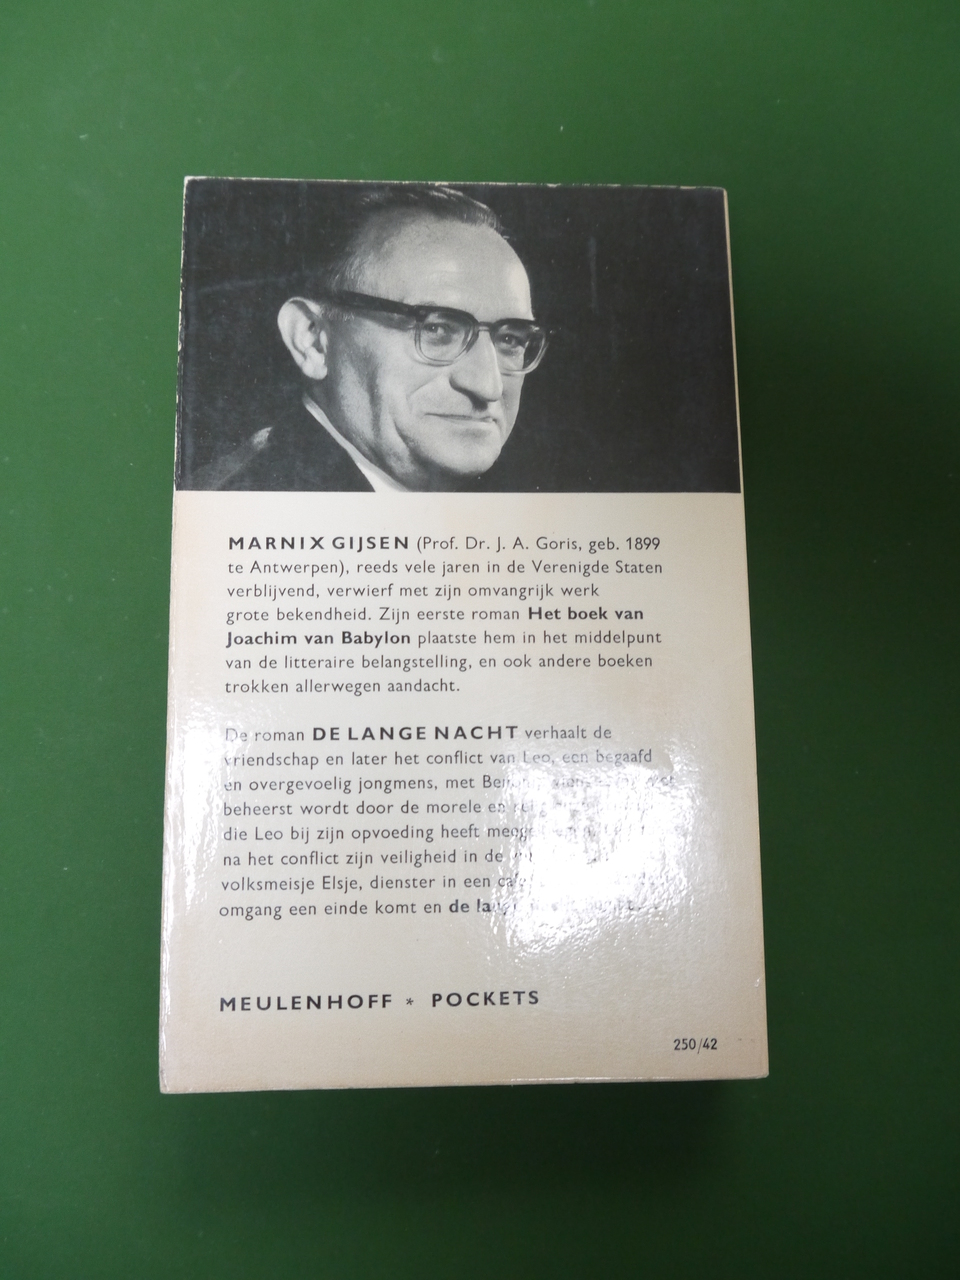 MARNIX GIJSEN (Prof. Dr. J. A. Goris, geb. 1899
te Antwerpen), reeds vele jaren in de Verenigde Staten
verblijvend, verwierf met zijn omvangrijk werk
grote bekendheid. Zijn eerste roman Het boek van
Joachim van Babylon plaatste hem in het middelpunt
van de litteraire belangstelling, en ook andere boeken
trokken allerwegen aandacht.
De roman DE LANGE NACHT verhaalt de
vriendschap en later het conflict van Leo, een begaafd
en overgevoelig jongmens, met
beheerst wordt door de morele en
die Leo bij zijn opvoeding heeft
na het conflict zijn veiligheid in de
volksmeisje Elsje, dienster in een
omgang een einde komt en de
MEULENHOFF * POCKETS
250/42